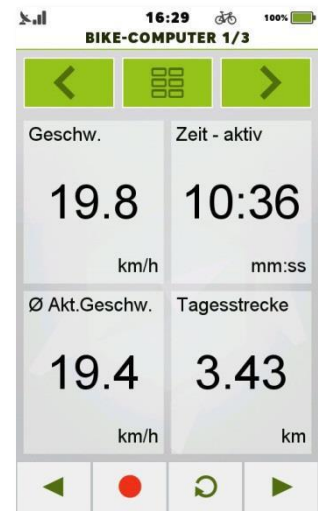 16:29 100%
BIKE-COMPUTER 1/3
Geschw. Zeit - aktiv
19.8 10:36
km/h mm:ss
Ø Akt.Geschw. Tagesstrecke
19.4 3.43
km/h km